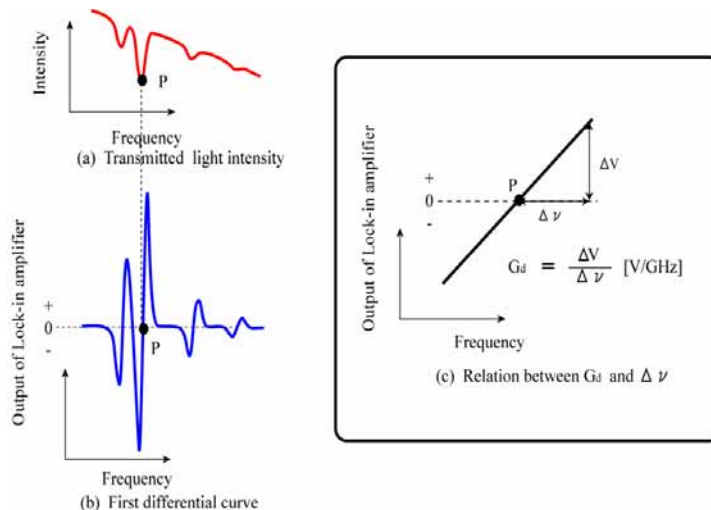 Intensity
P
Frequency
(a) Transmitted light intensity
Output of Lock-in amplifier
+
0
-
P
Frequency
(b) First differential curve
Output of Lock-in amplifier
+
0
-
P
ΔV
Δν
Gd = ΔV/Δν [V/GHz]
Frequency
(c) Relation between Gd and Δν